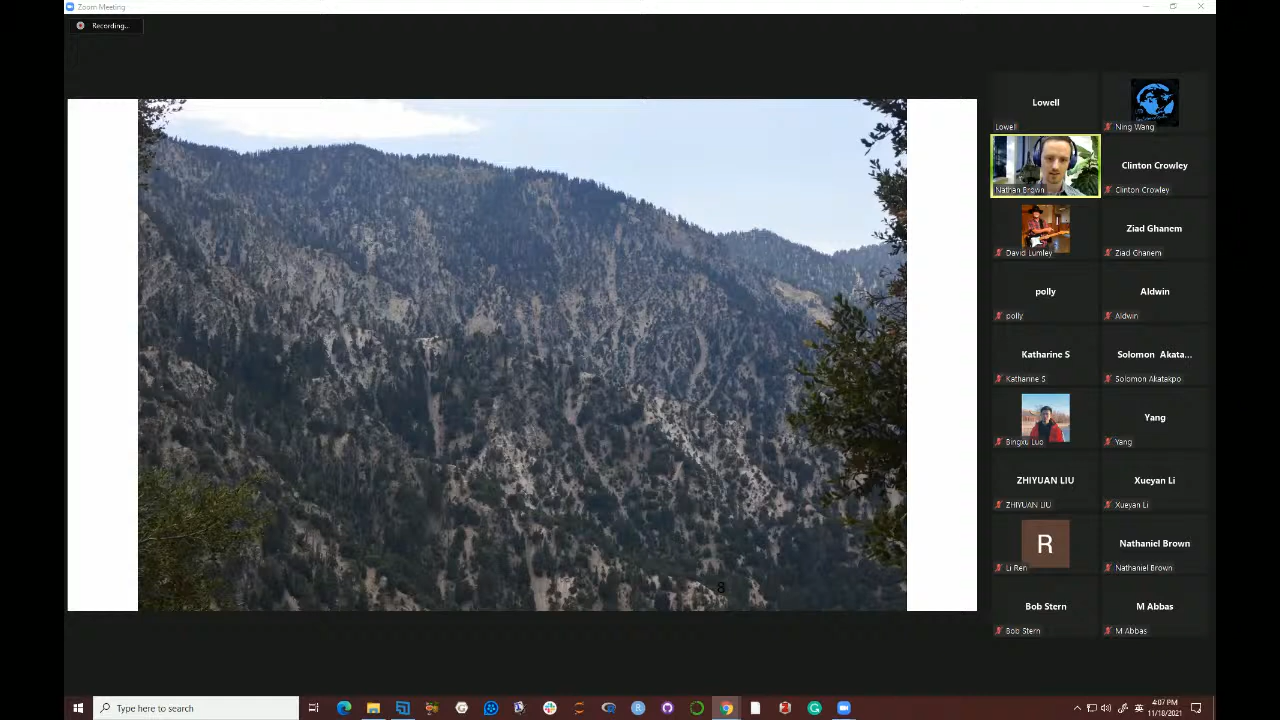 Zoom Meeting
Recording...
Lowell
Lowell
Ning Wang
Nathan Brown
Clinton Crowley
Clinton Crowley
David Lumley
Ziad Ghanem
Ziad Ghanem
polly
polly
Aldwin
Aldwin
Katharine S
Katharine S
Solomon Akata...
Solomon Akatakpo
Bingxu Luo
Yang
Yang
ZHIYUAN LIU
ZHIYUAN LIU
Xueyan Li
Xueyan Li
R
Li Ren
Nathaniel Brown
Nathaniel Brown
Bob Stern
Bob Stern
M Abbas
M Abbas
8
Type here to search
4:07 PM
11/18/2021